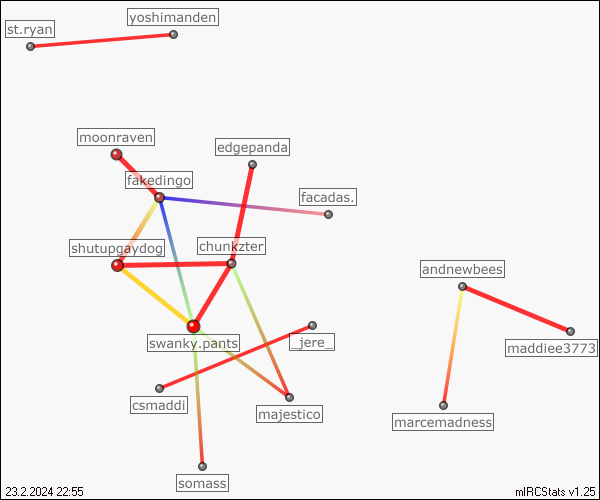 yoshimanden
st.ryan
moonraven
edgepanda
fakedingo
facadas.
shutupgaydog
chunkzter
andnewbees
swanky.pants
_jere_
maddiee3773
csmaddi
majestico
marcemadness
somass
23.2.2024 22:55
mIRCStats v1.25